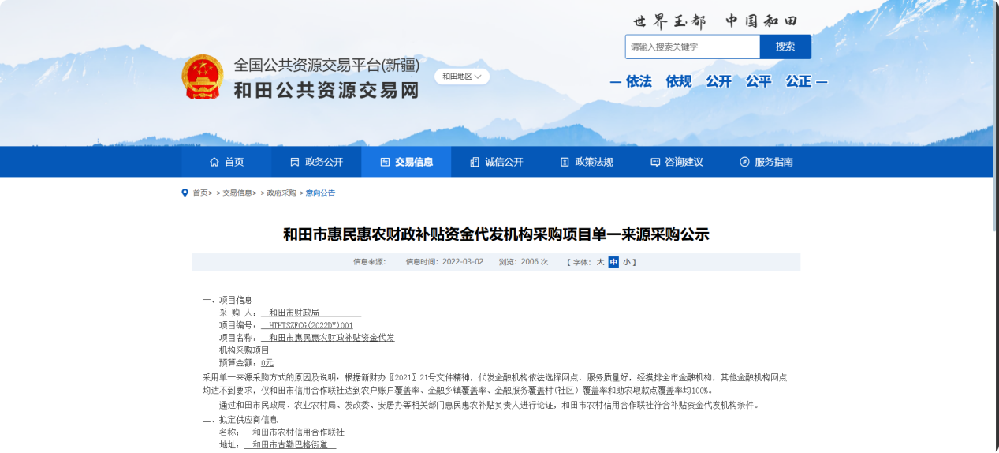 世界玉都 中国和田
请输入搜索关键字 搜索
全国公共资源交易平台(新疆)
和田公共资源交易网
和田地区
依法 依规 公开 公平 公正
首页 政务公开 交易信息 诚信公开 政策法规 咨询建议 服务指南
首页> > 交易信息> > 政府采购 > 意向公告
和田市惠民惠农财政补贴资金代发机构采购项目单一来源采购公示
信息来源： 信息时间：2022-03-02 浏览：2006 次 【 字体： 大 中 小 】
一、项目信息
采 购 人： 和田市财政局
项目编号： HTHTSZFCG(2022DY)001
项目名称： 和田市惠民惠农财政补贴资金代发
机构采购项目
预算金额：0元
采用单一来源采购方式的原因及说明：根据新财办〖2021〗21号文件精神，代发金融机构依法选择网点，服务质量好，经摸排全市金融机构，其他金融机构网点
均达不到要求，仅和田市信用合作联社达到农户账户覆盖率、金融乡镇覆盖率、金融服务覆盖村(社区）覆盖率和助农取款点覆盖率均100%。
通过和田市民政局、农业农村局、发改委、安居办等相关部门惠民惠农补贴负责人进行论证，和田市农村信用合作联社符合补贴资金代发机构条件。
二、拟定供应商信息
名称： 和田市农村信用合作联社
地址： 和田市古勒巴格街道